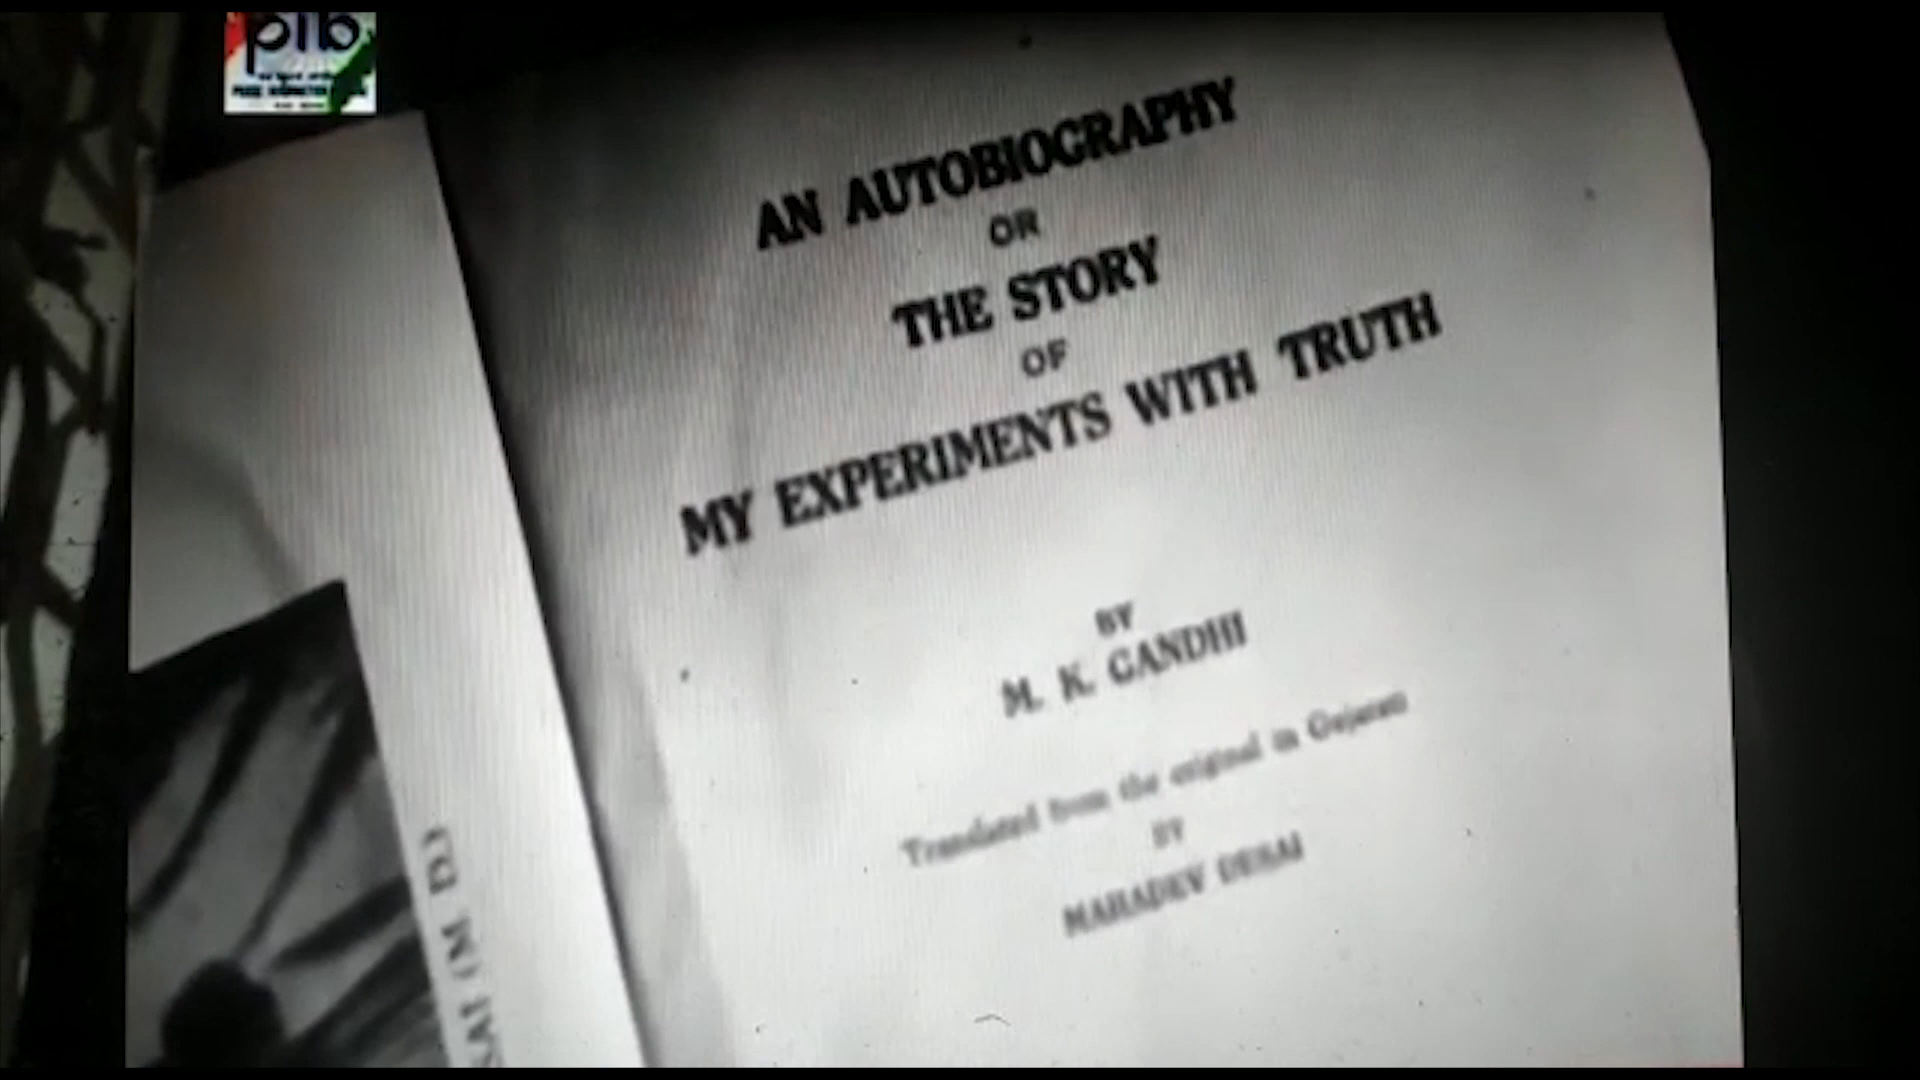 pib
AN AUTOBIOGRAPHY
OR
THE STORY
OF
MY EXPERIMENTS WITH TRUTH
BY
M. K. GANDHI
Translated from the original in Gujarati
BY
MAHADEV DESAI